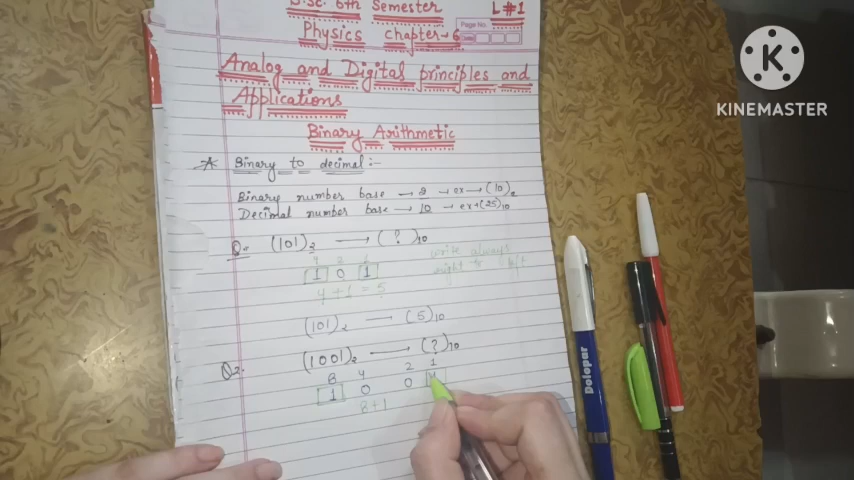 B.Sc. 6th Semester
L#1
Physics chapter-6
Page No.
Date
Analog and Digital principles and
Applications
Binary Arithmetic
Binary to decimal:-
Binary number base → 2 → ex → (10)2
Decimal number base → 10 → ex → (25)10
Q. (101)2 → (?)10
4 2 1
1 0 1
write always
right to left
4+1 = 5
(101)2 → (5)10
Q2. (1001)2 → (?)10
8 4 2 1
1 0 0 1
8+1
K
KINEMASTER
Dolopar